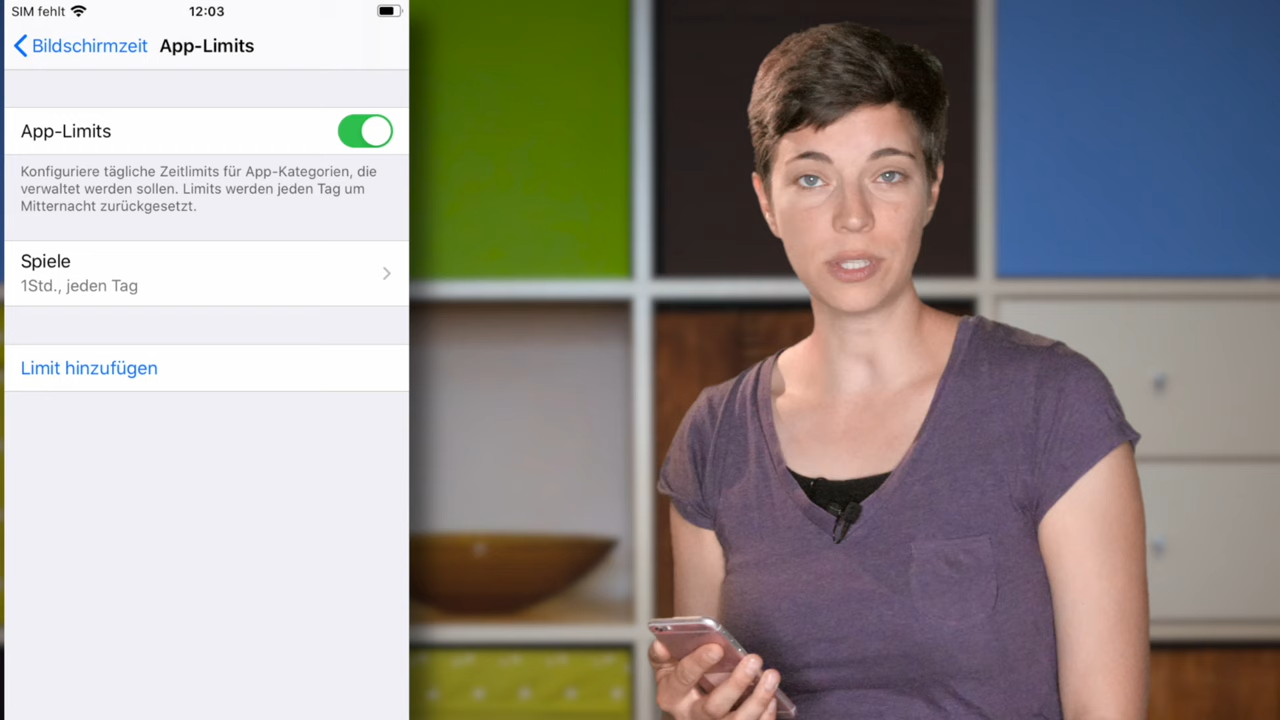 SIM fehlt 12:03
Bildschirmzeit App-Limits
App-Limits
Konfiguriere tägliche Zeitlimits für App-Kategorien, die
verwaltet werden sollen. Limits werden jeden Tag um
Mitternacht zurückgesetzt.
Spiele
1Std., jeden Tag
Limit hinzufügen